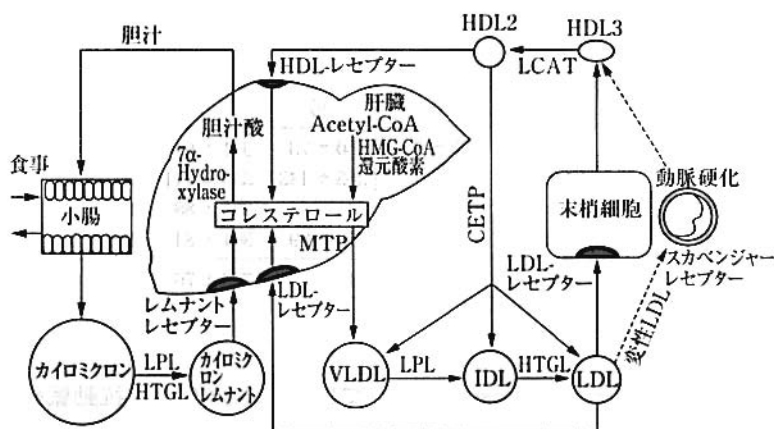 胆汁
HDL2
HDL3
LCAT
HDL-レセプター
肝臓
Acetyl-CoA
HMG-CoA
還元酸素
胆汁酸
7α-
Hydro-
xylase
食事
小腸
コレステロール
MTP
CETP
動脈硬化
末梢細胞
スカベンジャー
レセプター
レムナント
レセプター
LDL-
レセプター
LDL-
レセプター
変性LDL
カイロミクロン
LPL
HTGL
カイロミク
ロン
レムナント
VLDL
LPL
IDL
HTGL
LDL